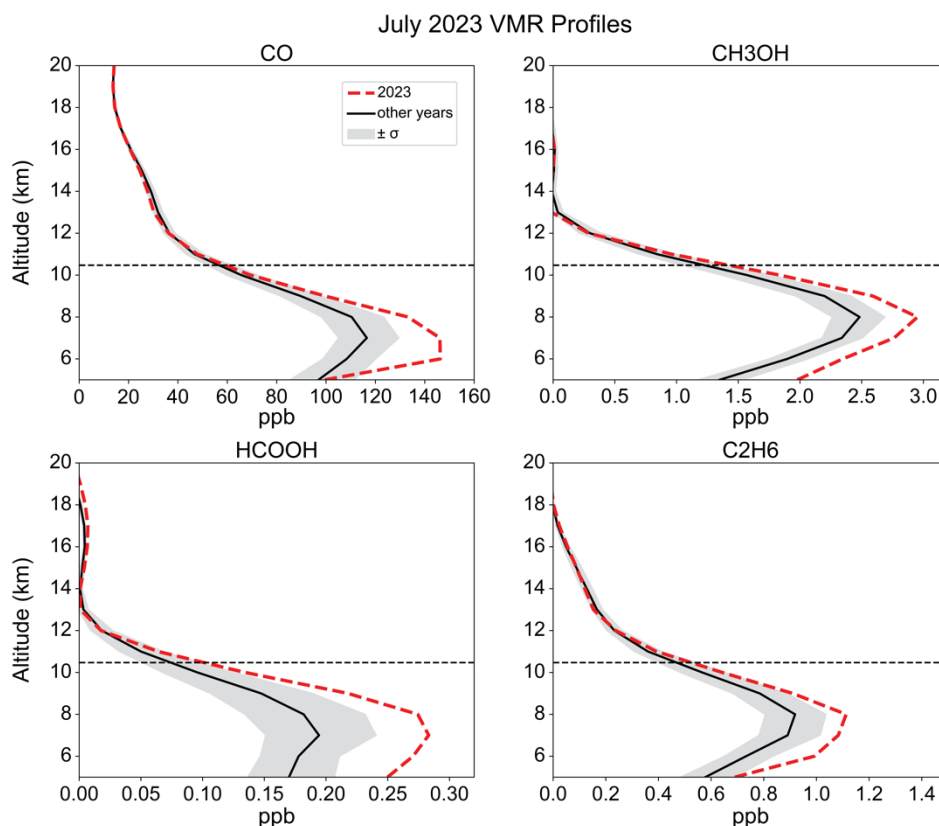 July 2023 VMR Profiles
CO
CH3OH
20
18
16
14
12
10
8
6
Altitude (km)
2023
other years
± σ
0 20 40 60 80 100 120 140 160
ppb
20
18
16
14
12
10
8
6
Altitude (km)
0.0 0.5 1.0 1.5 2.0 2.5 3.0
ppb
HCOOH
C2H6
20
18
16
14
12
10
8
6
Altitude (km)
0.00 0.05 0.10 0.15 0.20 0.25 0.30
ppb
20
18
16
14
12
10
8
6
Altitude (km)
0.0 0.2 0.4 0.6 0.8 1.0 1.2 1.4
ppb